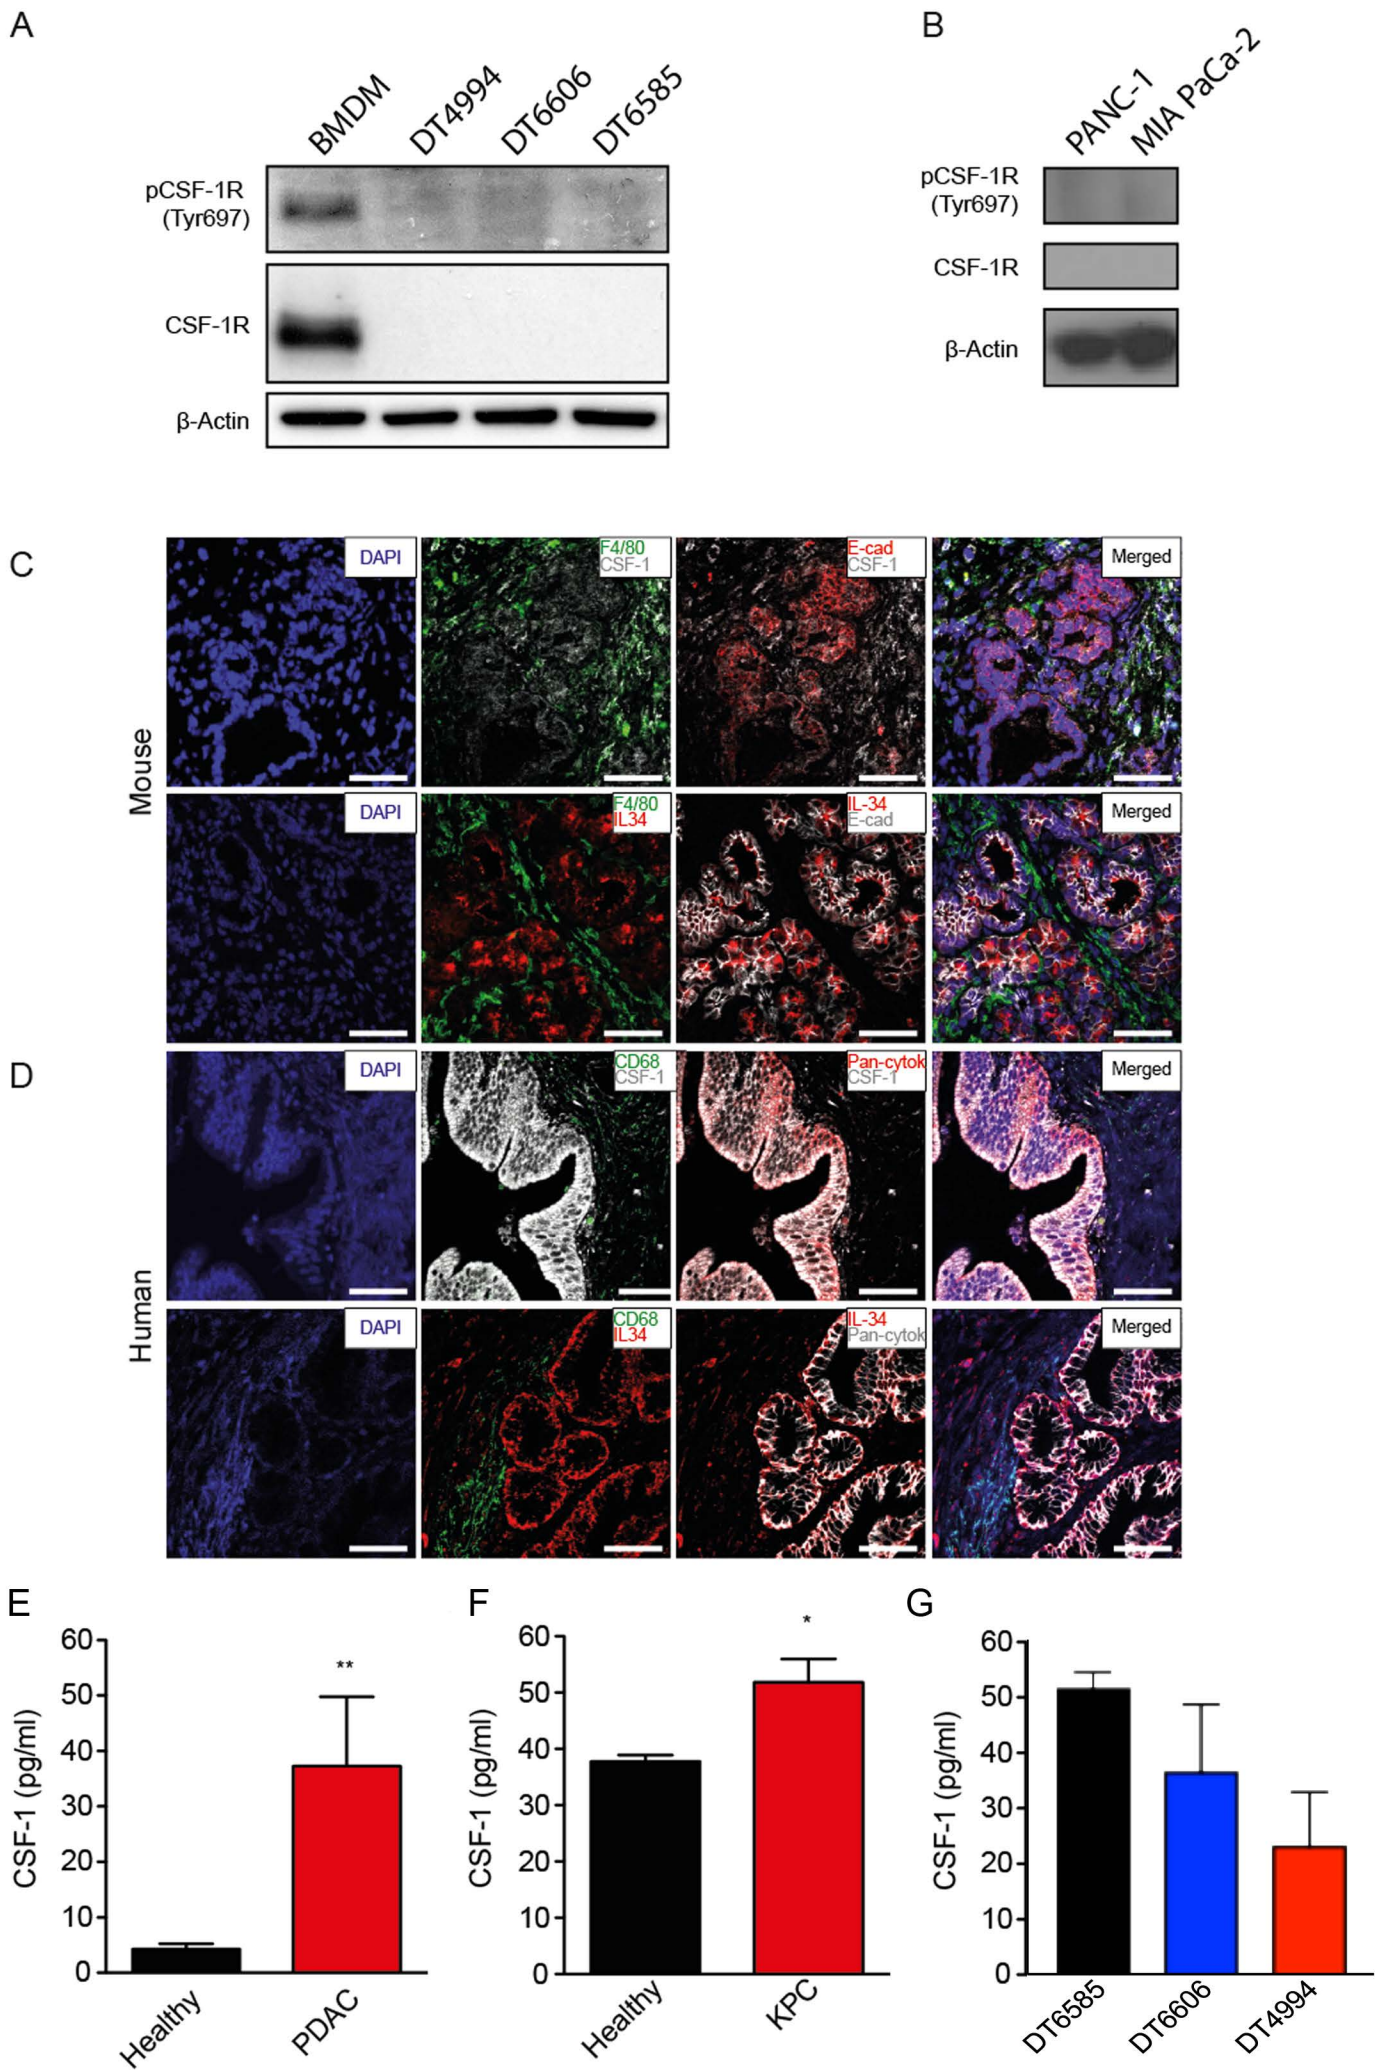 A
BMDM
DT4994
DT6606
DT6585
pCSF-1R
(Tyr697)
CSF-1R
β-Actin
B
PANC-1
MIA PaCa-2
pCSF-1R
(Tyr697)
CSF-1R
β-Actin
C
Mouse
DAPI
F4/80
CSF-1
E-cad
CSF-1
Merged
DAPI
F4/80
IL34
IL-34
E-cad
Merged
D
Human
DAPI
CD68
CSF-1
Pan-cytok
CSF-1
Merged
DAPI
CD68
IL34
IL-34
Pan-cytok
Merged
E
CSF-1 (pg/ml)
60
50
40
30
20
10
0
**
Healthy
PDAC
F
CSF-1 (pg/ml)
60
50
40
30
20
10
0
*
Healthy
KPC
G
CSF-1 (pg/ml)
60
50
40
30
20
10
0
DT6585
DT6606
DT4994